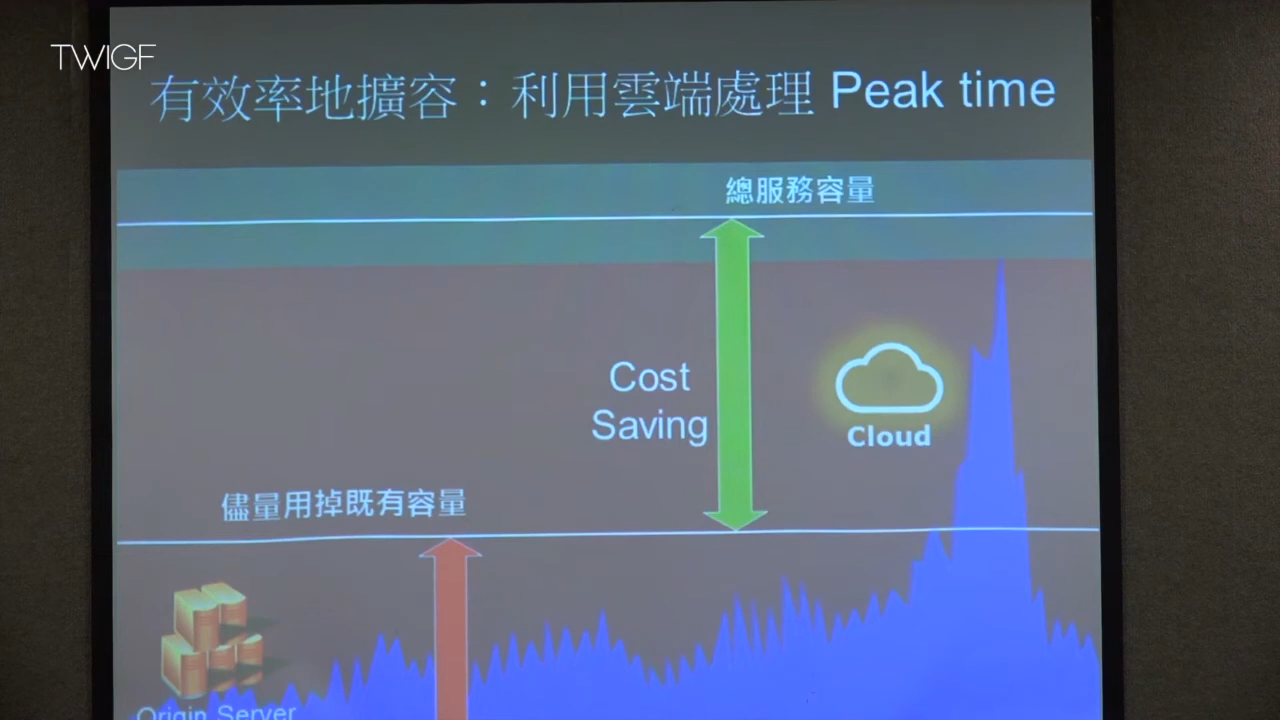 TWIGF
有效率地擴容：利用雲端處理 Peak time
總服務容量
Cost
Saving
Cloud
儘量用掉既有容量
Origin Server